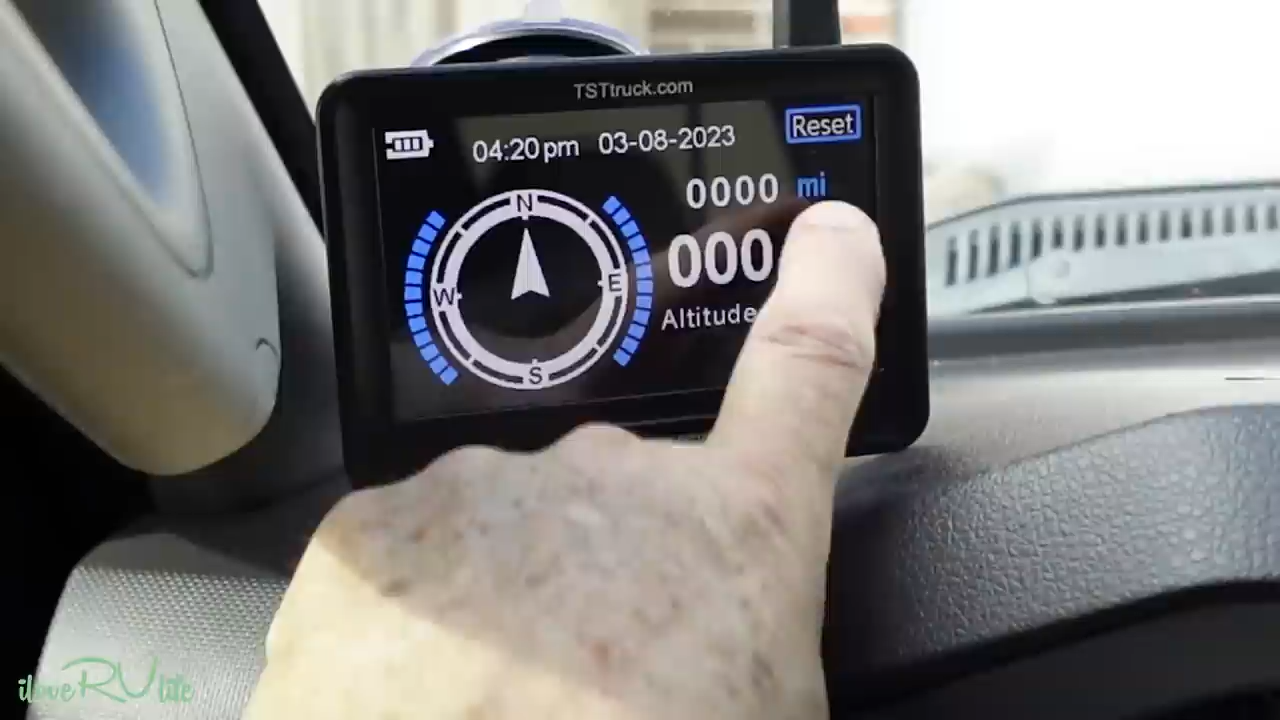 TSTtruck.com
04:20 pm 03-08-2023 Reset
0000 mi
000
Altitude
N
W E
S
iloveRVlife